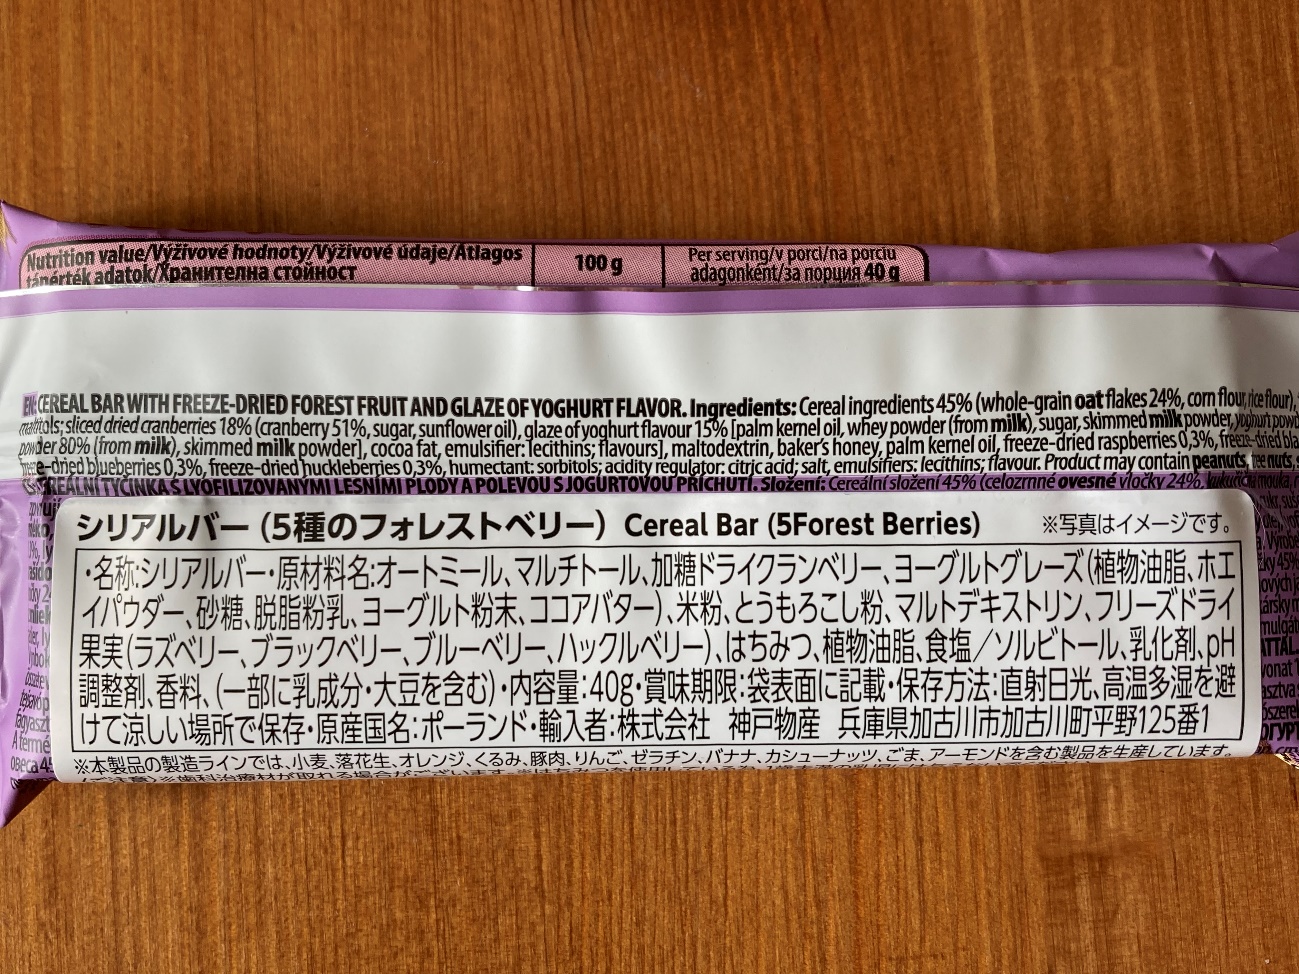 Nutrition value/Výživové hodnoty/Výživové údaje/Átlagos
tápérték adatok/Хранителна стойност
100 g
Per serving/v porci/na porciu
adagonként/за порция 40 g
EN: CEREAL BAR WITH FREEZE-DRIED FOREST FRUIT AND GLAZE OF YOGHURT FLAVOR. Ingredients: Cereal ingredients 45% (whole-grain oat flakes 24%, corn flour, rice flour),
maltitols; sliced dried cranberries 18% (cranberry 51%, sugar, sunflower oil), glaze of yoghurt flavour 15% [palm kernel oil, whey powder (from milk), sugar, skimmed milk powder, yoghurt
powder 80% (from milk), skimmed milk powder], cocoa fat, emulsifier: lecithins; flavours], maltodextrin, baker's honey, palm kernel oil, freeze-dried raspberries 0,3%, freeze-dried
freeze-dried blueberries 0,3%, freeze-dried huckleberries 0,3%, humectant: sorbitols; acidity regulator: citric acid; salt, emulsifiers: lecithins; flavour. Product may contain peanuts, nuts,
CEREÁLNÍ TYČINKA S LYOFILIZOVANÝMI LESNÍMI PLODY A POLEVOU S JOGURTOVOU PŘÍCHUTÍ. Složení: Cereální složení 45% (celozrnné ovesné vločky 24%,
シリアルバー (5種のフォレストベリー) Cereal Bar (5Forest Berries) ※写真はイメージです。
・名称:シリアルバー・原材料名:オートミール、マルチトール、加糖ドライクランベリー、ヨーグルトグレーズ(植物油脂、ホエ
イパウダー、砂糖、脱脂粉乳、ヨーグルト粉末、ココアバター)、米粉、とうもろこし粉、マルトデキストリン、フリーズドライ
果実(ラズベリー、ブラックベリー、ブルーベリー、ハックルベリー)、はちみつ、植物油脂、食塩／ソルビトール、乳化剤、pH
調整剤、香料、(一部に乳成分・大豆を含む)・内容量:40g・賞味期限:袋表面に記載・保存方法:直射日光、高温多湿を避
けて涼しい場所で保存・原産国名:ポーランド・輸入者:株式会社 神戸物産 兵庫県加古川市加古川町平野125番1
※本製品の製造ラインでは、小麦、落花生、オレンジ、くるみ、豚肉、りんご、ゼラチン、バナナ、カシューナッツ、ごま、アーモンドを含む製品を生産しています。